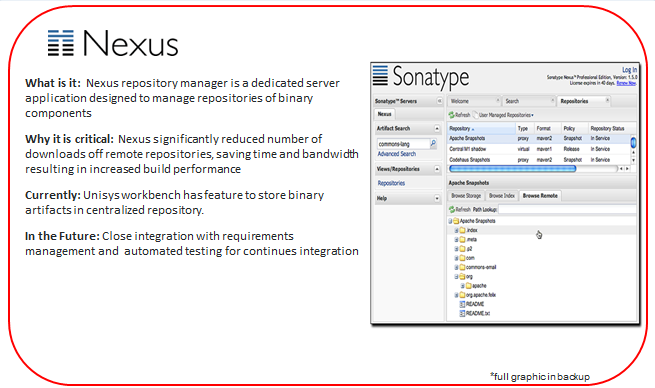 Nexus
What is it: Nexus repository manager is a dedicated server
application designed to manage repositories of binary
components
Why it is critical: Nexus significantly reduced number of
downloads off remote repositories, saving time and bandwidth
resulting in increased build performance
Currently: Unisys workbench has feature to store binary
artifacts in centralized repository.
In the Future: Close integration with requirements
management and automated testing for continues integration
Sonatype
Log In
Sonatype Nexus™ Professional Edition, Version: 1.5.0
License expires in 40 days. Renew Now.
Sonatype™ Servers
Nexus
Artifact Search
commons-lang
Advanced Search
Views/Repositories
Repositories
Help
Welcome Search Repositories
Refresh User Managed Repositories
Repository Type Format Policy Repository Status
Apache Snapshots proxy maven2 Snapshot In Service
Central M1 shadow virtual maven1 Release In Service
Codehaus Snapshots proxy maven2 Snapshot In Service
Apache Snapshots
Browse Storage Browse Index Browse Remote
Refresh Path Lookup:
Apache Snapshots
.index
.meta
.p2
com
commons-email
org
apache
org.apache.felix
README
README.txt
*full graphic in backup